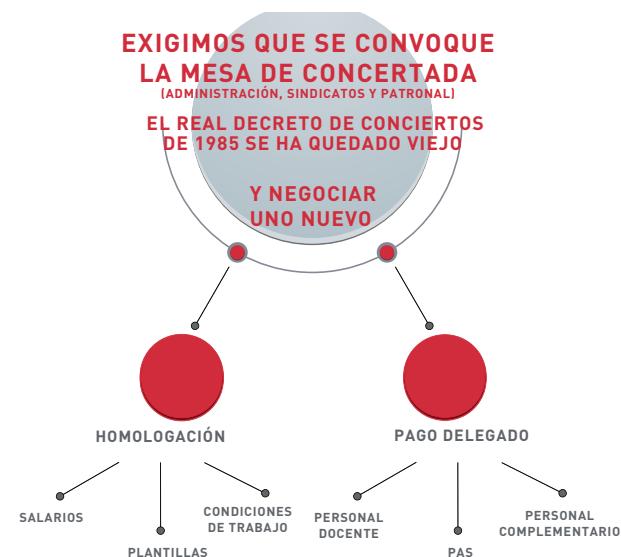 EXIGIMOS QUE SE CONVOQUE
LA MESA DE CONCERTADA
(ADMINISTRACIÓN, SINDICATOS Y PATRONAL)
EL REAL DECRETO DE CONCIERTOS
DE 1985 SE HA QUEDADO VIEJO
Y NEGOCIAR
UNO NUEVO
HOMOLOGACIÓN
PAGO DELEGADO
SALARIOS
PLANTILLAS
CONDICIONES
DE TRABAJO
PERSONAL
DOCENTE
PAS
PERSONAL
COMPLEMENTARIO